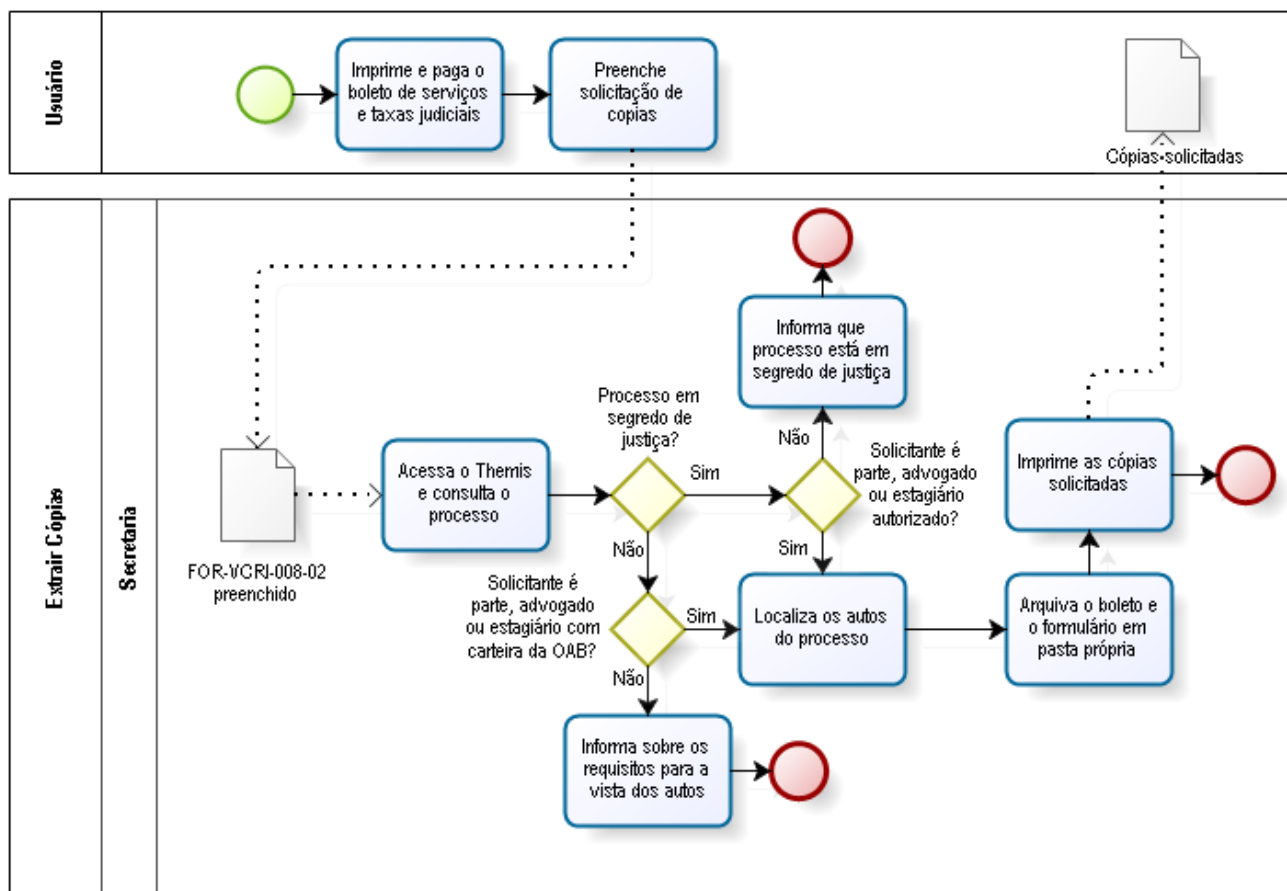 Usuário
Imprime e paga o
boleto de serviços
e taxas judiciais
Preenche
solicitação de
copias
Cópias solicitadas
Extrair Cópias
Secretaria
FOR-VCRI-008-02
preenchido
Acessa o Themis
e consulta o
processo
Processo em
segredo de
justiça?
Sim
Não
Informa que
processo está em
segredo de justiça
Não
Solicitante é
parte, advogado
ou estagiário
autorizado?
Sim
Solicitante é
parte, advogado
ou estagiário com
carteira da OAB?
Sim
Não
Localiza os autos
do processo
Arquiva o boleto e
o formulário em
pasta própria
Imprime as cópias
solicitadas
Informa sobre os
requisitos para a
vista dos autos